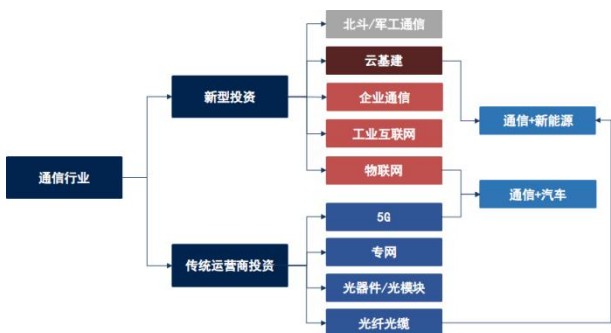 北斗/军工通信
云基建
新型投资
企业通信
通信+新能源
工业互联网
通信行业
物联网
通信+汽车
5G
专网
传统运营商投资
光器件/光模块
光纤光缆